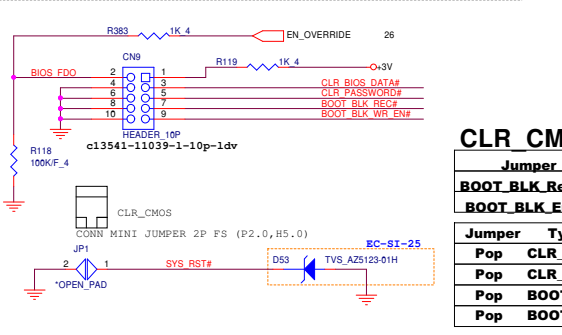 R383 1K_4 EN_OVERRIDE 26
CN9
R119 1K_4 +3V
BIOS_FDO 2 1
4 3 CLR_BIOS_DATA#
6 5 CLR_PASSWORD#
8 7 BOOT_BLK_REC#
10 9 BOOT_BLK_WR_EN#
HEADER_10P
c13541-11039-1-10p-ldv
R118
100K/F_4
CLR_CMOS
CONN MINI JUMPER 2P FS (P2.0,H5.0)
JP1
2 1 SYS_RST#
*OPEN_PAD
EC-SI-25
D53 TVS_AZ5123-01H
CLR_CM
Jumper
BOOT_BLK_Re
BOOT_BLK_E
Jumper Ty
Pop CLR_
Pop CLR_
Pop BOO
Pop BOO